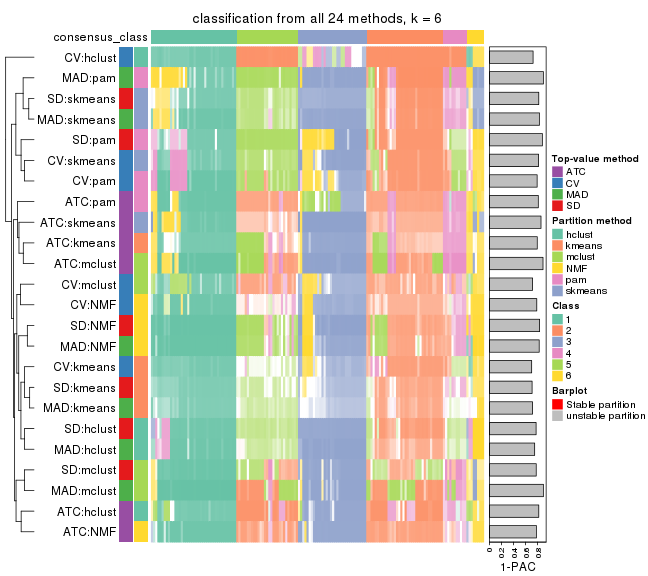 classification from all 24 methods, k = 6
consensus_class
CV:hclust
MAD:pam
SD:skmeans
MAD:skmeans
SD:pam
CV:skmeans
CV:pam
ATC:pam
ATC:skmeans
ATC:kmeans
ATC:mclust
CV:mclust
CV:NMF
SD:NMF
MAD:NMF
CV:kmeans
SD:kmeans
MAD:kmeans
SD:hclust
MAD:hclust
SD:mclust
MAD:mclust
ATC:hclust
ATC:NMF
0 0.2 0.4 0.6 0.8
1-PAC
Top-value method
ATC
CV
MAD
SD
Partition method
hclust
kmeans
mclust
NMF
pam
skmeans
Class
1
2
3
4
5
6
Barplot
Stable partition
unstable partition